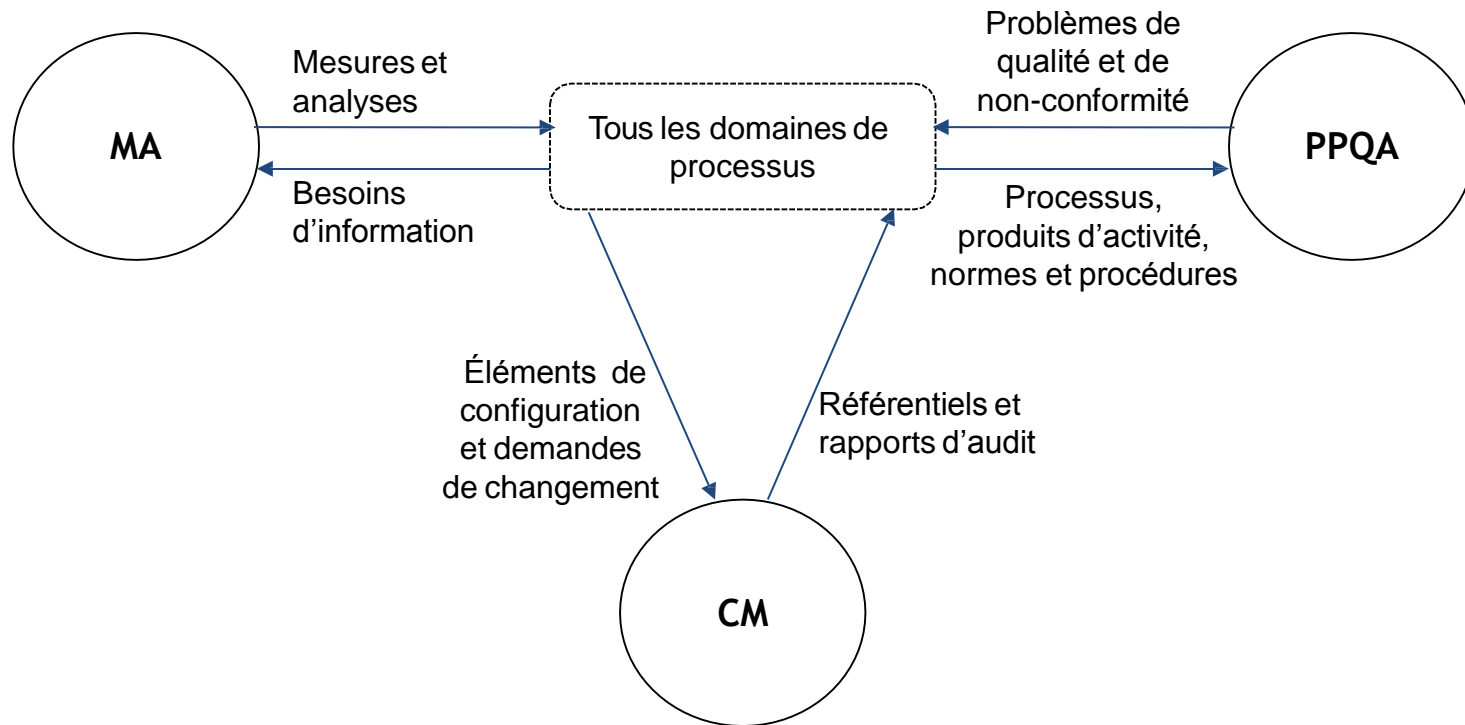 Problèmes de
qualité et de
non-conformité
Mesures et
analyses
MA
Tous les domaines de
processus
PPQA
Besoins
d’information
Processus,
produits d’activité,
normes et procédures
Éléments de
configuration
et demandes
de changement
Référentiels et
rapports d’audit
CM